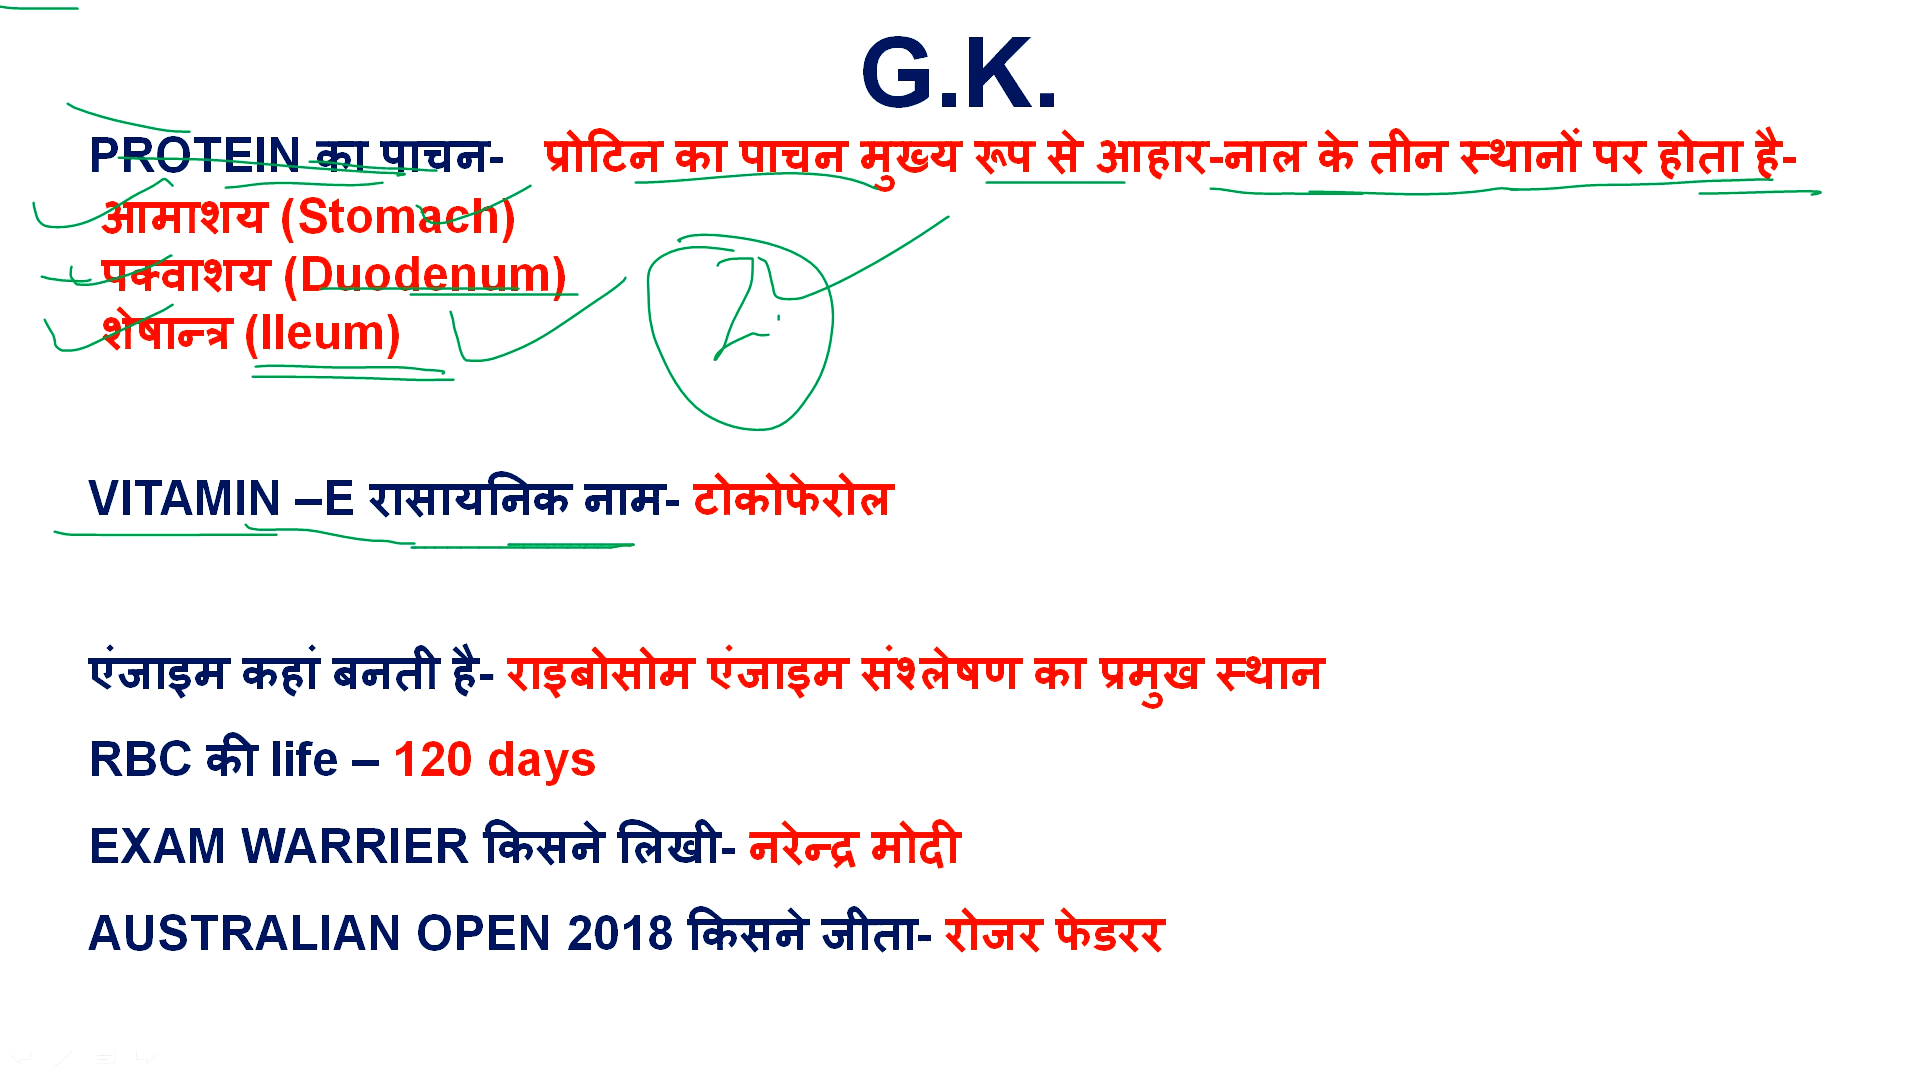 G.K.
PROTEIN का पाचन- प्रोटिन का पाचन मुख्य रूप से आहार-नाल के तीन स्थानों पर होता है-
आमाशय (Stomach)
पक्वाशय (Duodenum)
शेषान्त्र (Ileum)
2
VITAMIN –E रासायनिक नाम- टोकोफेरोल
एंजाइम कहां बनती है- राइबोसोम एंजाइम संश्लेषण का प्रमुख स्थान
RBC की life – 120 days
EXAM WARRIER किसने लिखी- नरेन्द्र मोदी
AUSTRALIAN OPEN 2018 किसने जीता- रोजर फेडरर